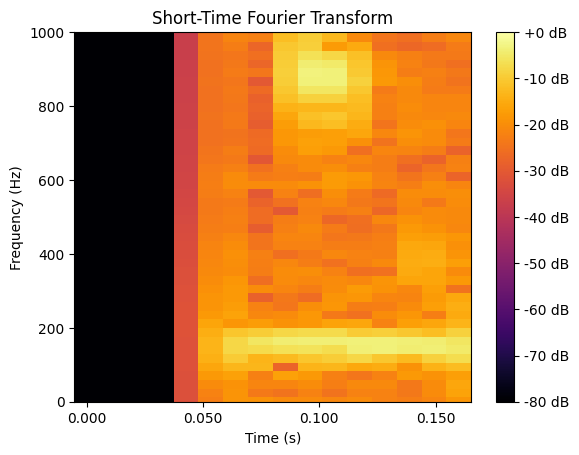 Short-Time Fourier Transform
Frequency (Hz)
1000
800
600
400
200
0
0.000
0.050
0.100
0.150
Time (s)
+0 dB
-10 dB
-20 dB
-30 dB
-40 dB
-50 dB
-60 dB
-70 dB
-80 dB